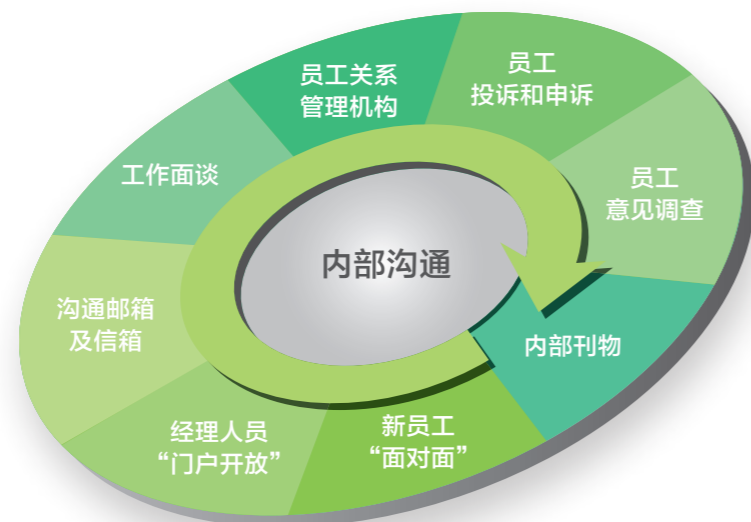 员工关系
管理机构
员工
投诉和申诉
员工
意见调查
内部刊物
新员工
“面对面”
经理人员
“门户开放”
沟通邮箱
及信箱
工作面谈
内部沟通